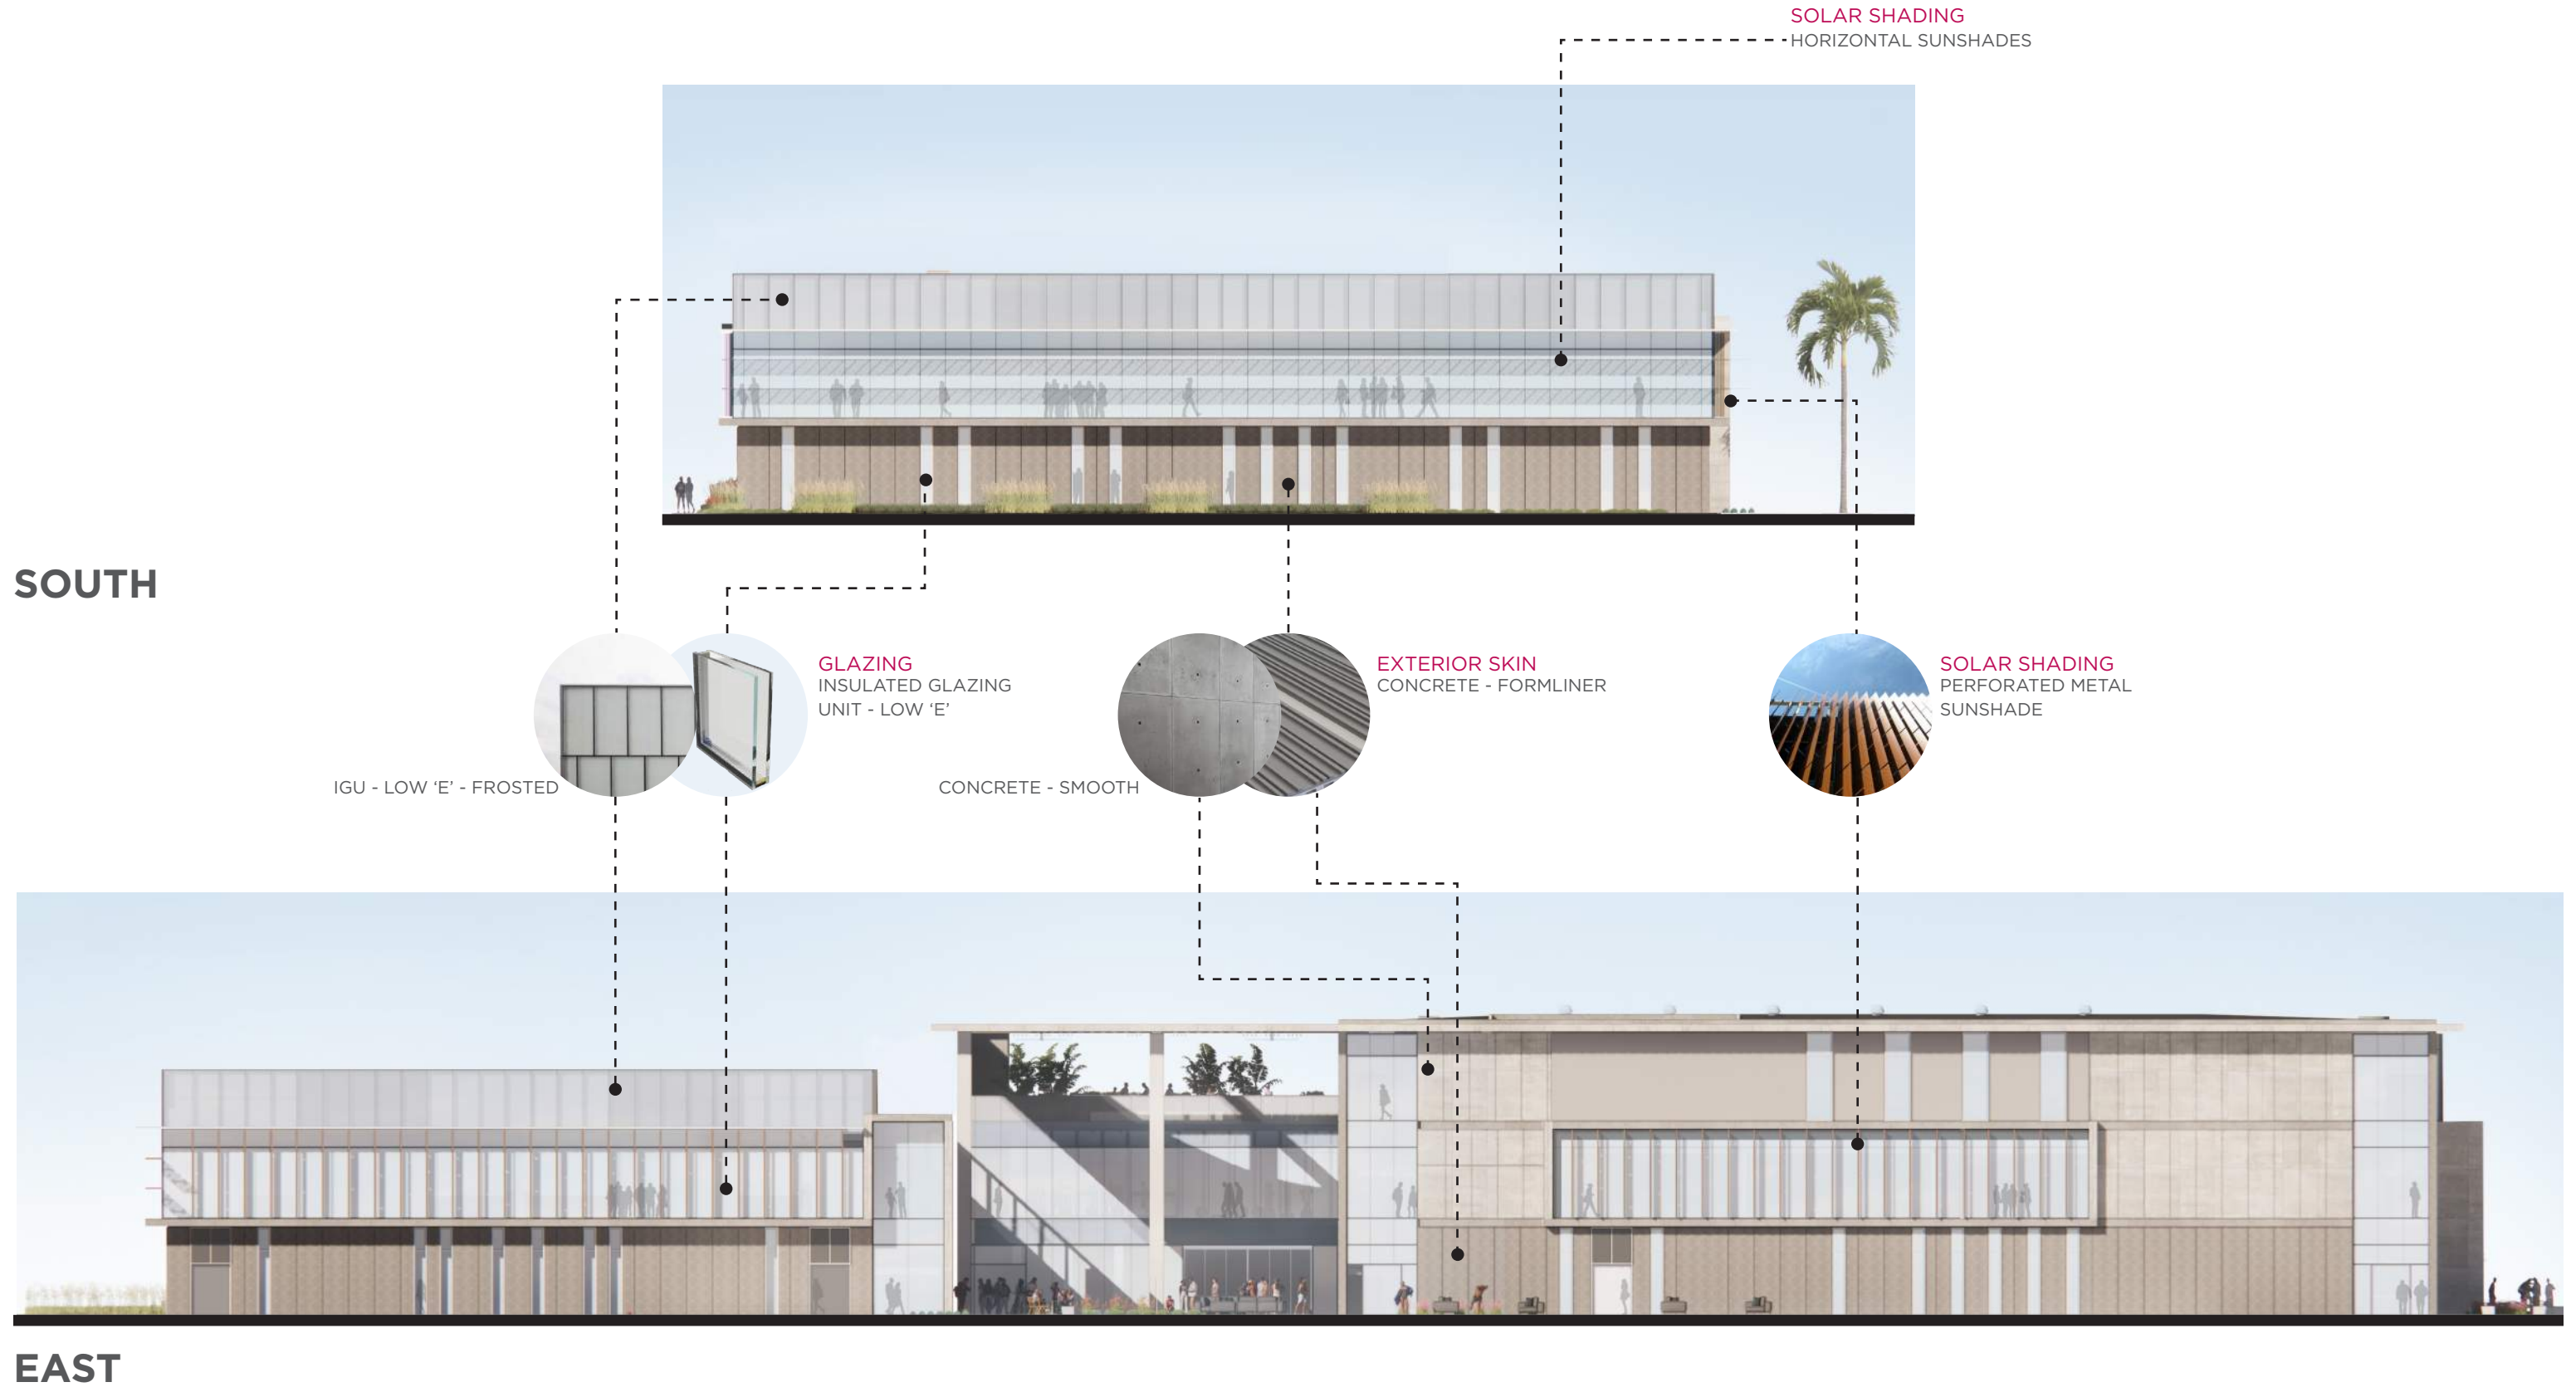 SOLAR SHADING
HORIZONTAL SUNSHADES
SOUTH
GLAZING
INSULATED GLAZING
UNIT - LOW ‘E’
IGU - LOW ‘E’ - FROSTED
EXTERIOR SKIN
CONCRETE - FORMLINER
CONCRETE - SMOOTH
SOLAR SHADING
PERFORATED METAL
SUNSHADE
EAST